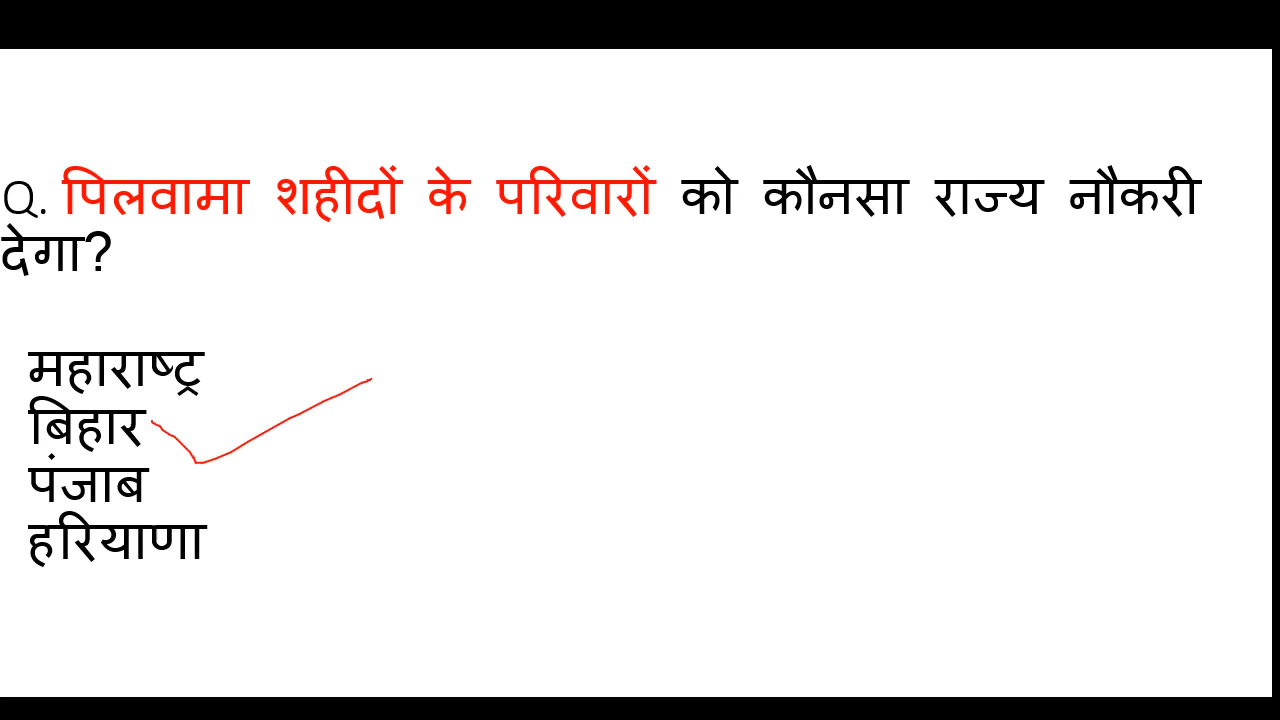 Q. पिलवामा शहीदों के परिवारों को कौनसा राज्य नौकरी
देगा?
महाराष्ट्र
बिहार
पंजाब
हरियाणा